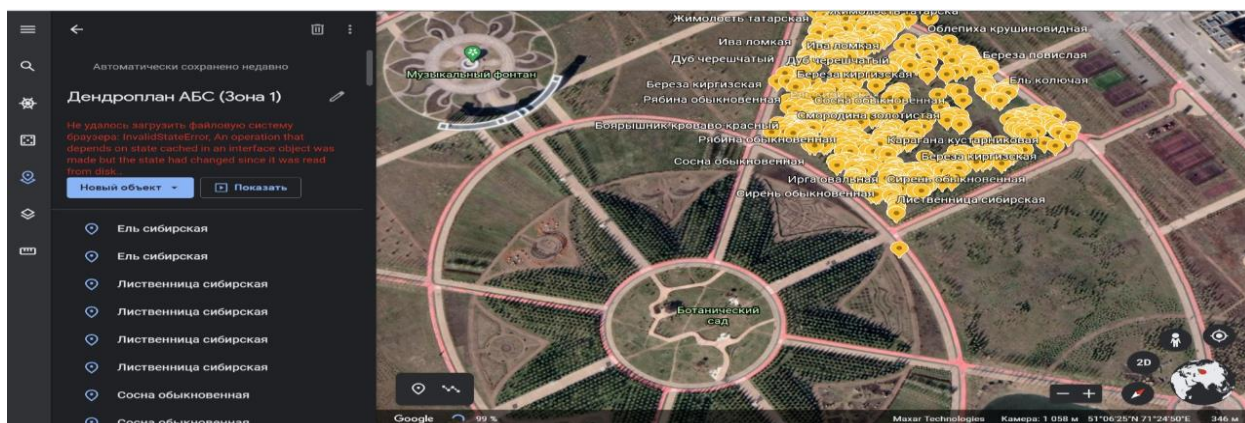 Автоматически сохранено недавно
Дендроплан АБС (Зона 1)
Не удалось загрузить файловую систему
браузера: InvalidStateError, An operation that
depends on state cached in an interface object was
made but the state had changed since it was read
from disk..
Новый объект
Показать
Ель сибирская
Ель сибирская
Лиственница сибирская
Лиственница сибирская
Лиственница сибирская
Лиственница сибирская
Сосна обыкновенная
Сосна обыкновенная
Жимолость татарская
Жимолость татарска
Облепиха крушиновидная
Ива ломкая
Ива ломкая
Береза повислая
Музыкальный фонтан
Дуб черешчатый
Дуб черешчатый
Береза киргизская
Береза киргизская
Ель колючая
Рябина обыкновенная
Сосна обыкновенная
Смородина золотистая
Боярышник кроваво красный
Рябина обыкновенная
Карагана кустарниковая
Сосна обыкновенная
Береза киргизская
Ирга овальная
Сирень обыкновенная
Сирень обыкновенная
Лиственница сибирская
Ботанический
сад
2D
Google
99 %
Maxar Technologies
Камера: 1 058 м
51°06'25"N 71°24'50"E
346 м